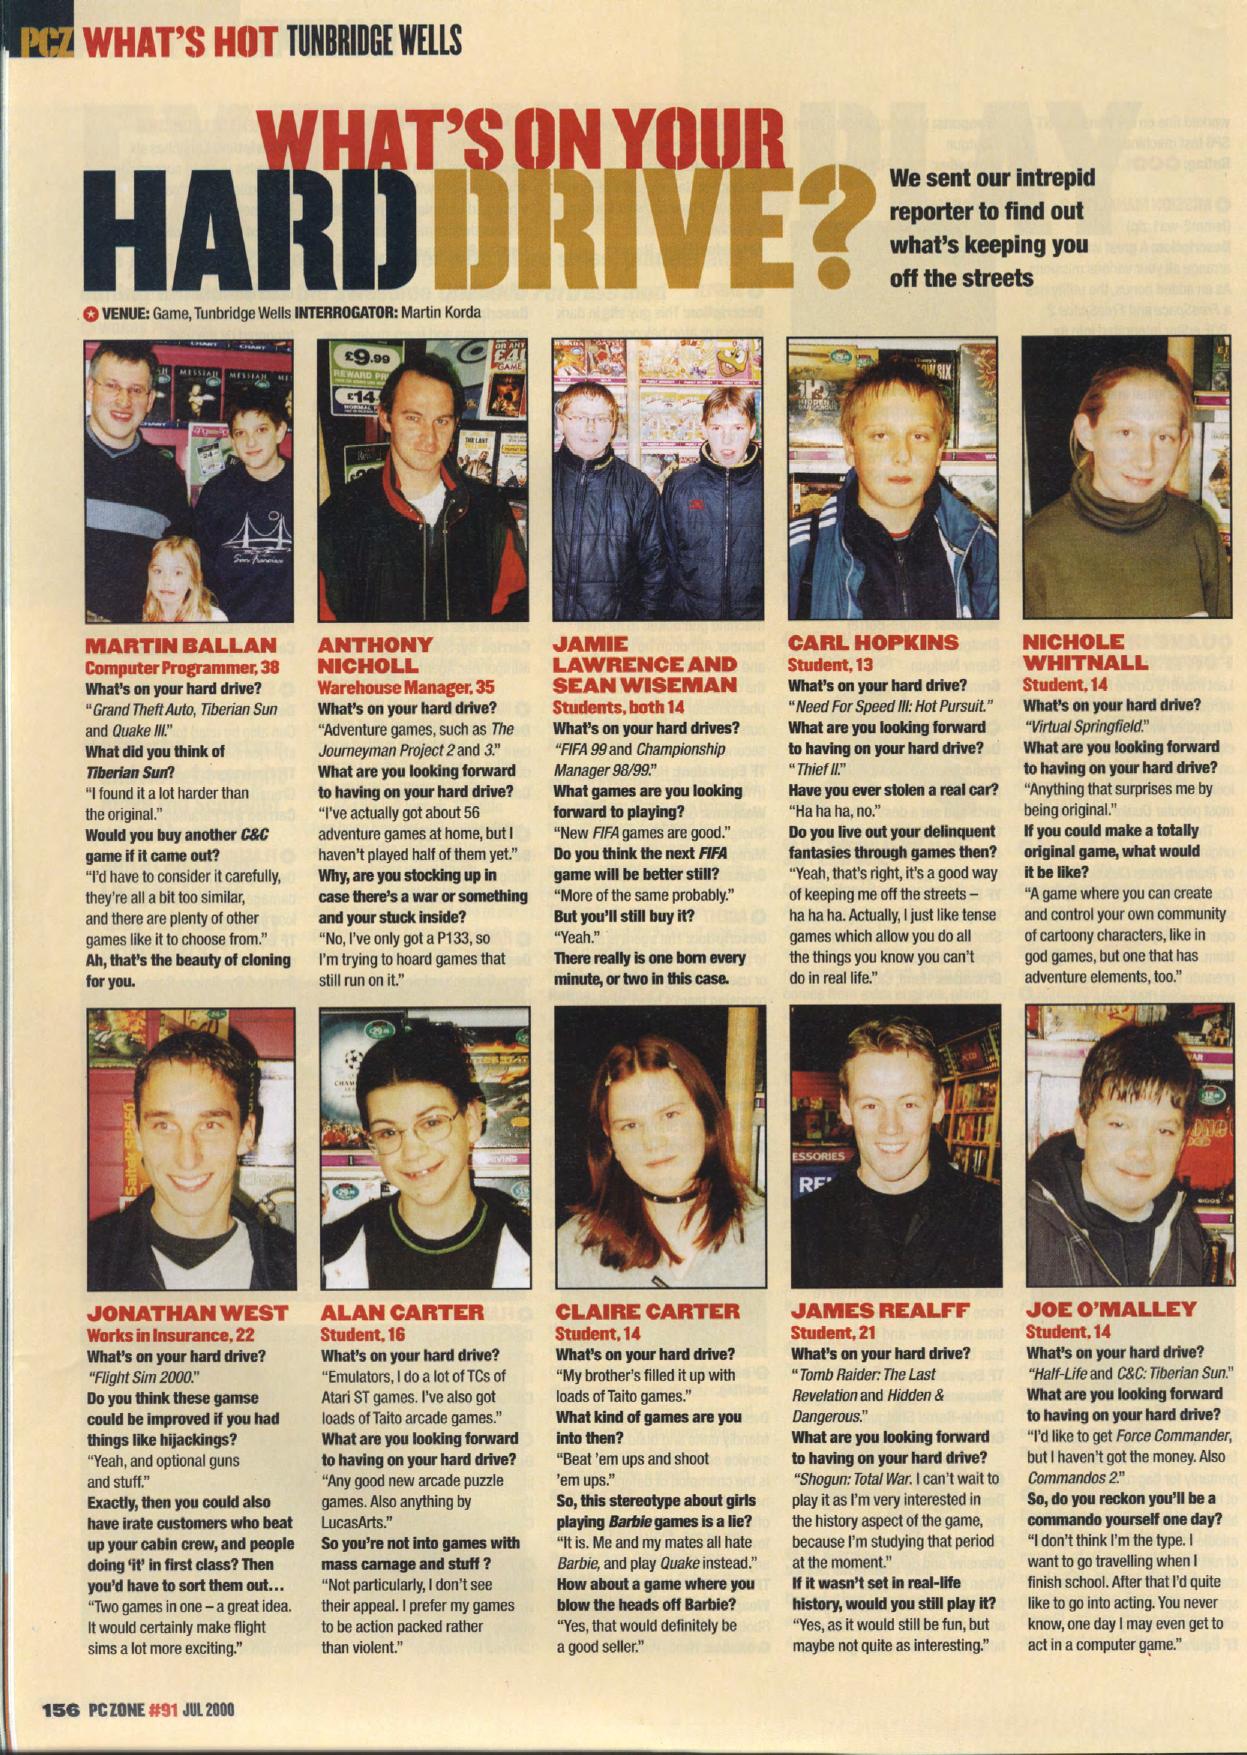 PCZ WHAT'S HOT TUNBRIDGE WELLS
WHAT'S ON YOUR
HARD DRIVE?
We sent our intrepid
reporter to find out
what's keeping you
off the streets
VENUE: Game, Tunbridge Wells INTERROGATOR: Martin Korda
MESSIAH
MESSIAH
San Francisco
£9.99
REWARD
£14
OR ANY
GAME
THE LAST
HIDDEN
MARTIN BALLAN
Computer Programmer, 38
What's on your hard drive?
"Grand Theft Auto, Tiberian Sun
and Quake III."
What did you think of
Tiberian Sun?
"I found it a lot harder than
the original."
Would you buy another C&C
game if it came out?
"I'd have to consider it carefully,
they're all a bit too similar,
and there are plenty of other
games like it to choose from."
Ah, that's the beauty of cloning
for you.
ANTHONY
NICHOLL
Warehouse Manager, 35
What's on your hard drive?
"Adventure games, such as The
Journeyman Project 2 and 3."
What are you looking forward
to having on your hard drive?
"I've actually got about 56
adventure games at home, but I
haven't played half of them yet."
Why, are you stocking up in
case there's a war or something
and your stuck inside?
"No, I've only got a P133, so
I'm trying to hoard games that
still run on it."
JAMIE
LAWRENCE AND
SEAN WISEMAN
Students, both 14
What's on your hard drives?
"FIFA 99 and Championship
Manager 98/99."
What games are you looking
forward to playing?
"New FIFA games are good."
Do you think the next FIFA
game will be better still?
"More of the same probably."
But you'll still buy it?
"Yeah."
There really is one born every
minute, or two in this case.
CARL HOPKINS
Student, 13
What's on your hard drive?
"Need For Speed III: Hot Pursuit."
What are you looking forward
to having on your hard drive?
"Thief II."
Have you ever stolen a real car?
"Ha ha ha, no."
Do you live out your delinquent
fantasies through games then?
"Yeah, that's right, it's a good way
of keeping me off the streets –
ha ha ha. Actually, I just like tense
games which allow you do all
the things you know you can't
do in real life."
NICHOLE
WHITNALL
Student, 14
What's on your hard drive?
"Virtual Springfield."
What are you looking forward
to having on your hard drive?
"Anything that surprises me by
being original."
If you could make a totally
original game, what would
it be like?
"A game where you can create
and control your own community
of cartoony characters, like in
god games, but one that has
adventure elements, too."
Saitek SP550
CHAMP
DRIVING
ESSORIES
JONATHAN WEST
Works in Insurance, 22
What's on your hard drive?
"Flight Sim 2000."
Do you think these gamse
could be improved if you had
things like hijackings?
"Yeah, and optional guns
and stuff."
Exactly, then you could also
have irate customers who beat
up your cabin crew, and people
doing 'it' in first class? Then
you'd have to sort them out...
"Two games in one – a great idea.
It would certainly make flight
sims a lot more exciting."
ALAN CARTER
Student, 16
What's on your hard drive?
"Emulators, I do a lot of TCs of
Atari ST games. I've also got
loads of Taito arcade games."
What are you looking forward
to having on your hard drive?
"Any good new arcade puzzle
games. Also anything by
LucasArts."
So you're not into games with
mass carnage and stuff ?
"Not particularly, I don't see
their appeal. I prefer my games
to be action packed rather
than violent."
CLAIRE CARTER
Student, 14
What's on your hard drive?
"My brother's filled it up with
loads of Taito games."
What kind of games are you
into then?
"Beat 'em ups and shoot
'em ups."
So, this stereotype about girls
playing Barbie games is a lie?
"It is. Me and my mates all hate
Barbie, and play Quake instead."
How about a game where you
blow the heads off Barbie?
"Yes, that would definitely be
a good seller."
JAMES REALFF
Student, 21
What's on your hard drive?
"Tomb Raider: The Last
Revelation and Hidden &
Dangerous."
What are you looking forward
to having on your hard drive?
"Shogun: Total War. I can't wait to
play it as I'm very interested in
the history aspect of the game,
because I'm studying that period
at the moment."
If it wasn't set in real-life
history, would you still play it?
"Yes, as it would still be fun, but
maybe not quite as interesting."
JOE O'MALLEY
Student, 14
What's on your hard drive?
"Half-Life and C&C: Tiberian Sun."
What are you looking forward
to having on your hard drive?
"I'd like to get Force Commander,
but I haven't got the money. Also
Commandos 2."
So, do you reckon you'll be a
commando yourself one day?
"I don't think I'm the type. I
want to go travelling when I
finish school. After that I'd quite
like to go into acting. You never
know, one day I may even get to
act in a computer game."
156 PC ZONE #91 JUL 2000